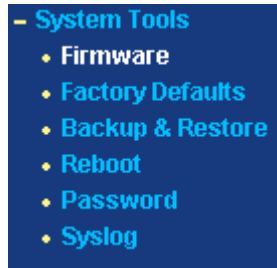 – System Tools
• Firmware
• Factory Defaults
• Backup & Restore
• Reboot
• Password
• Syslog